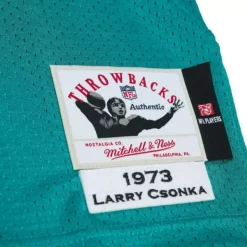 THROWBACKS
NFL
Authentic
NOSTALGIA CO.
Mitchell & Ness
PHILADELPHIA, PA
NFL PLAYERS
1973
LARRY CSONKA